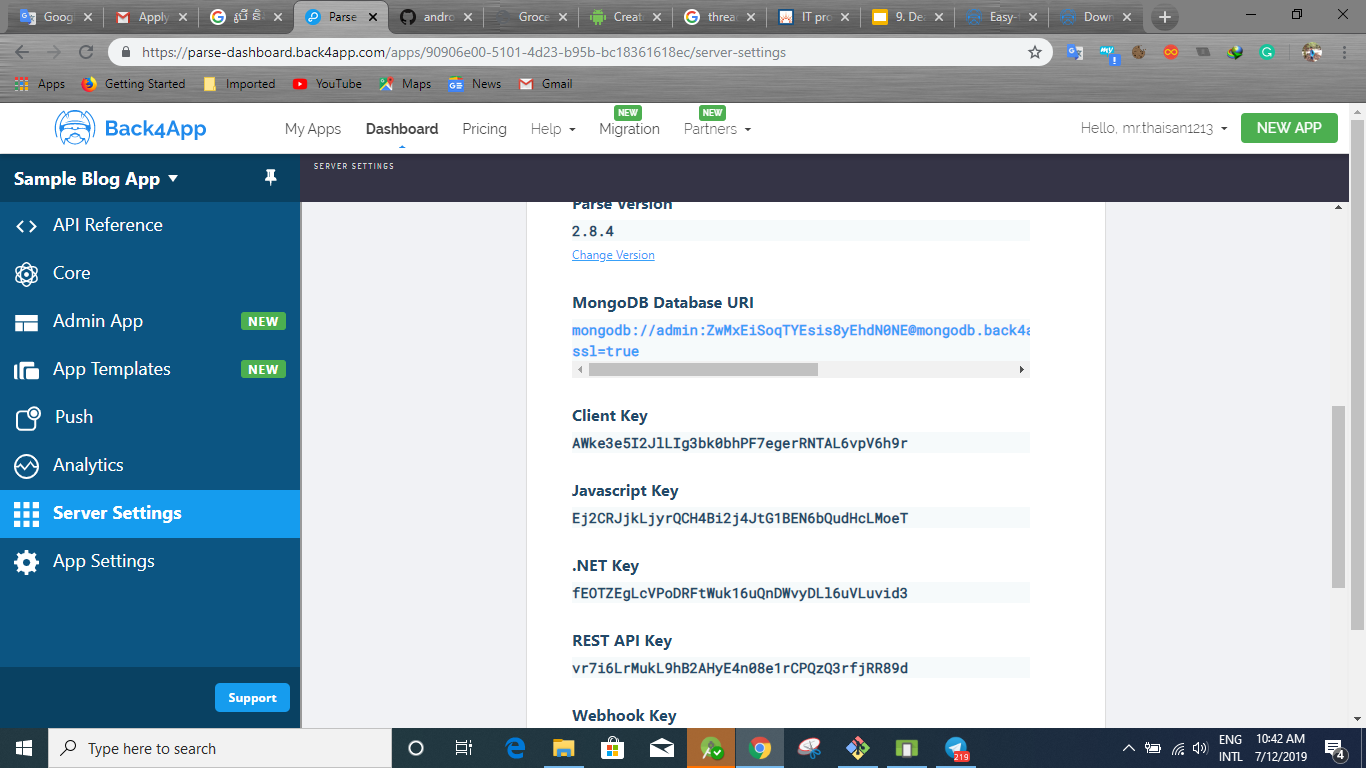 Goog
Apply
រូបី និ
Parse
andro
Groce
Creat
threa
IT pro
9. De
Easy-
Down
https://parse-dashboard.back4app.com/apps/90906e00-5101-4d23-b95b-bc18361618ec/server-settings
Apps
Getting Started
Imported
YouTube
Maps
News
Gmail
Back4App
My Apps
Dashboard
Pricing
Help
NEW
Migration
NEW
Partners
Hello, mr.thaisan1213
NEW APP
Sample Blog App
SERVER SETTINGS
API Reference
Core
Admin App NEW
App Templates NEW
Push
Analytics
Server Settings
App Settings
Support
Parse Version
2.8.4
Change Version
MongoDB Database URI
mongodb://admin:ZwMxEiSoqTYEsis8yEhdN0NE@mongodb.back4a
ssl=true
Client Key
AWke3e5I2JlLIg3bk0bhPF7egerRNTAL6vpV6h9r
Javascript Key
Ej2CRJjkLjyrQCH4Bi2j4JtG1BEN6bQudHcLMoeT
.NET Key
fEOTZEgLcVPoDRFtWuk16uQnDWvyDLl6uVLuvid3
REST API Key
vr7i6LrMukL9hB2AHyE4n08e1rCPQzQ3rfjRR89d
Webhook Key
Type here to search
219
ENG
INTL
10:42 AM
7/12/2019
4